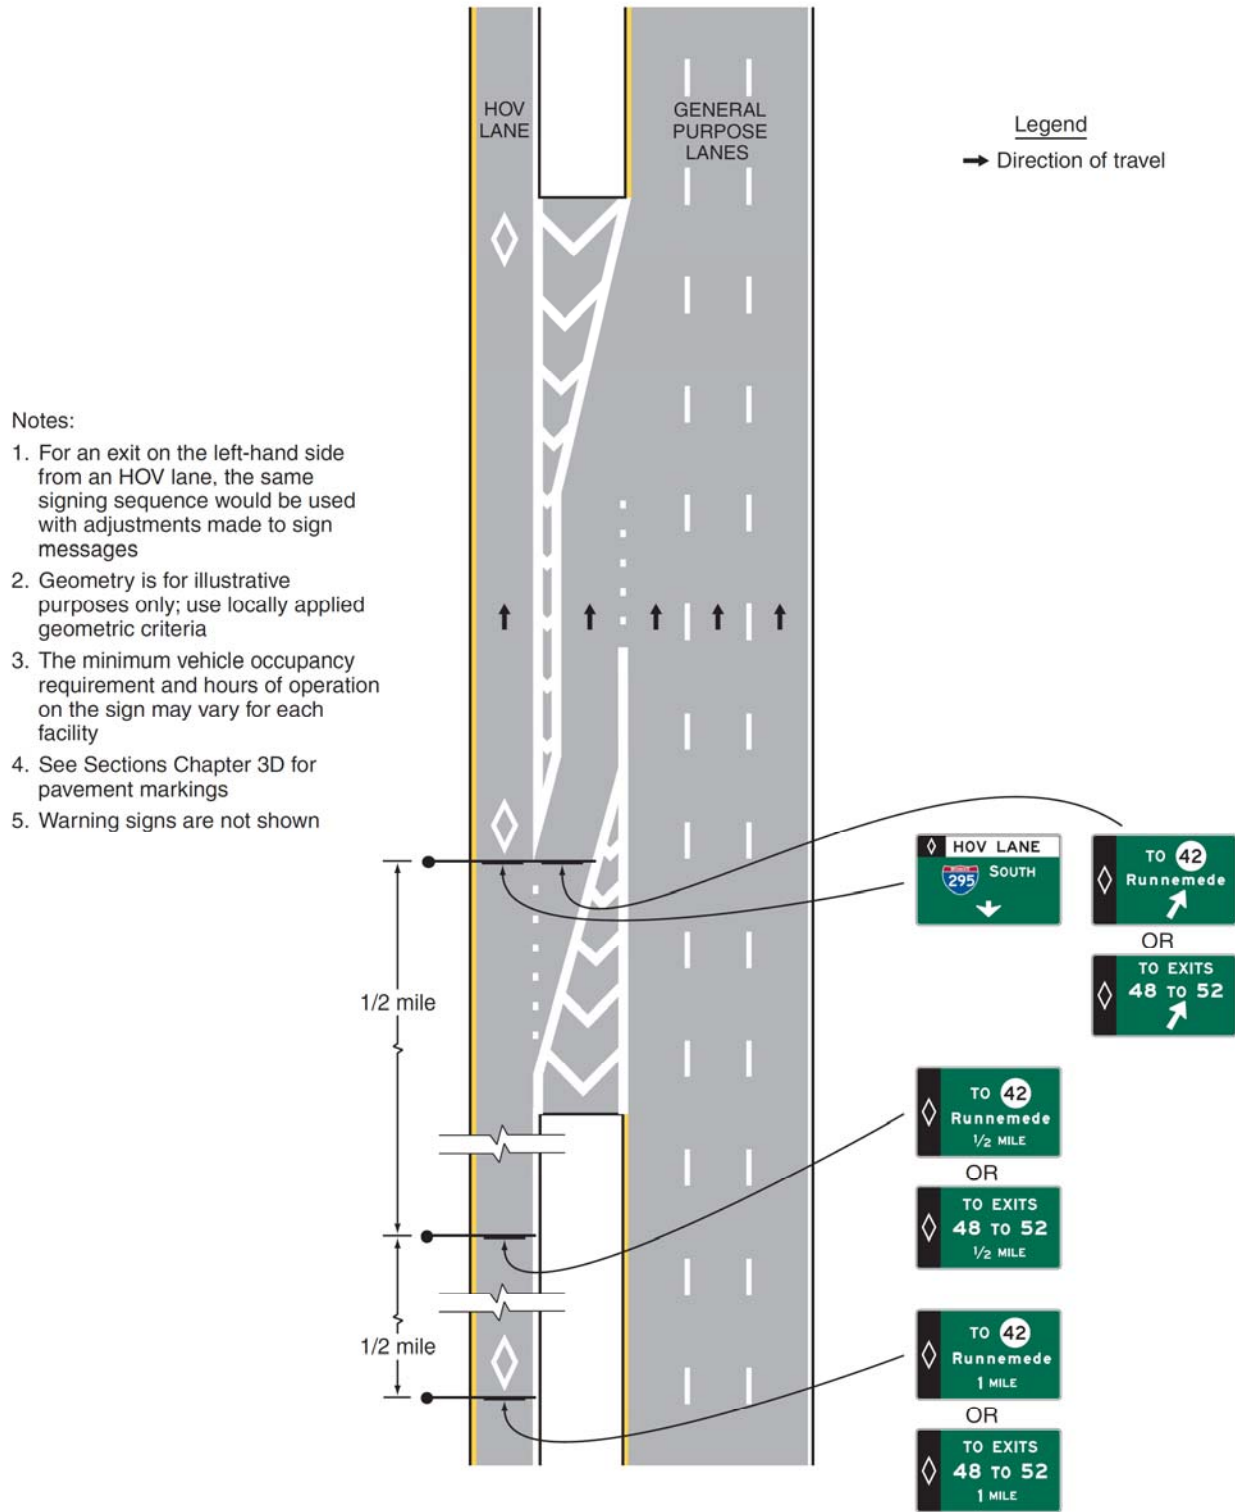 HOV
LANE
GENERAL
PURPOSE
LANES
Legend
Direction of travel
Notes:
1. For an exit on the left-hand side
from an HOV lane, the same
signing sequence would be used
with adjustments made to sign
messages
2. Geometry is for illustrative
purposes only; use locally applied
geometric criteria
3. The minimum vehicle occupancy
requirement and hours of operation
on the sign may vary for each
facility
4. See Sections Chapter 3D for
pavement markings
5. Warning signs are not shown
HOV LANE
295 SOUTH
TO 42
Runnemede
OR
TO EXITS
48 TO 52
1/2 mile
TO 42
Runnemede
1/2 MILE
OR
TO EXITS
48 TO 52
1/2 MILE
1/2 mile
TO 42
Runnemede
1 MILE
OR
TO EXITS
48 TO 52
1 MILE